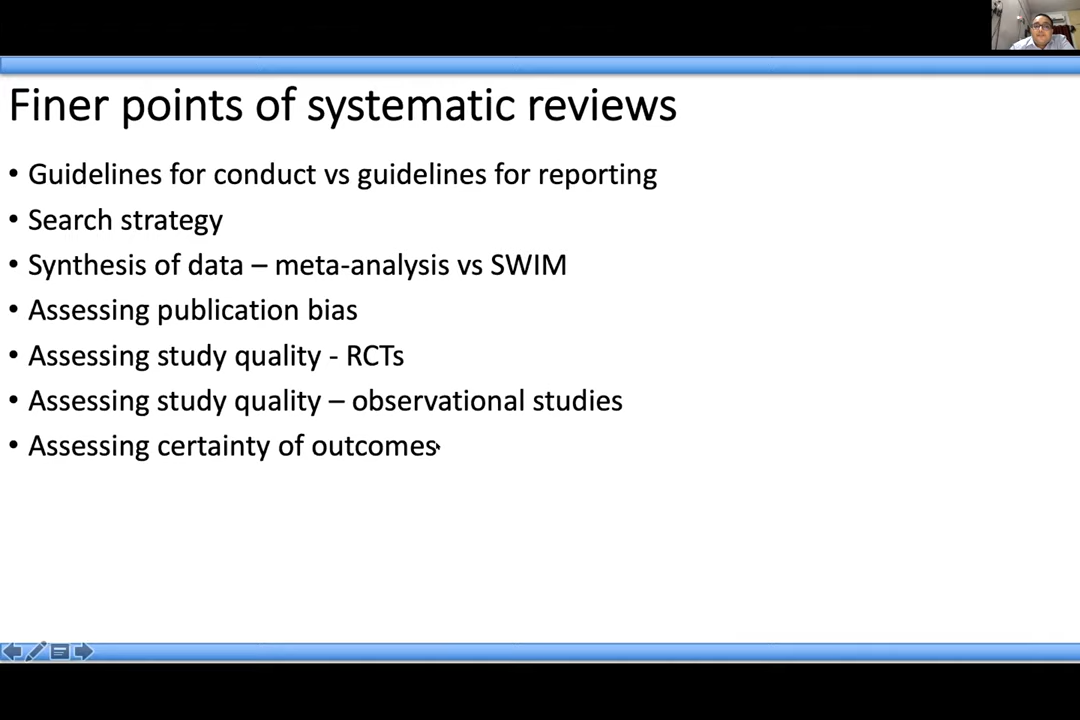 Finer points of systematic reviews
• Guidelines for conduct vs guidelines for reporting
• Search strategy
• Synthesis of data – meta-analysis vs SWIM
• Assessing publication bias
• Assessing study quality - RCTs
• Assessing study quality – observational studies
• Assessing certainty of outcomes